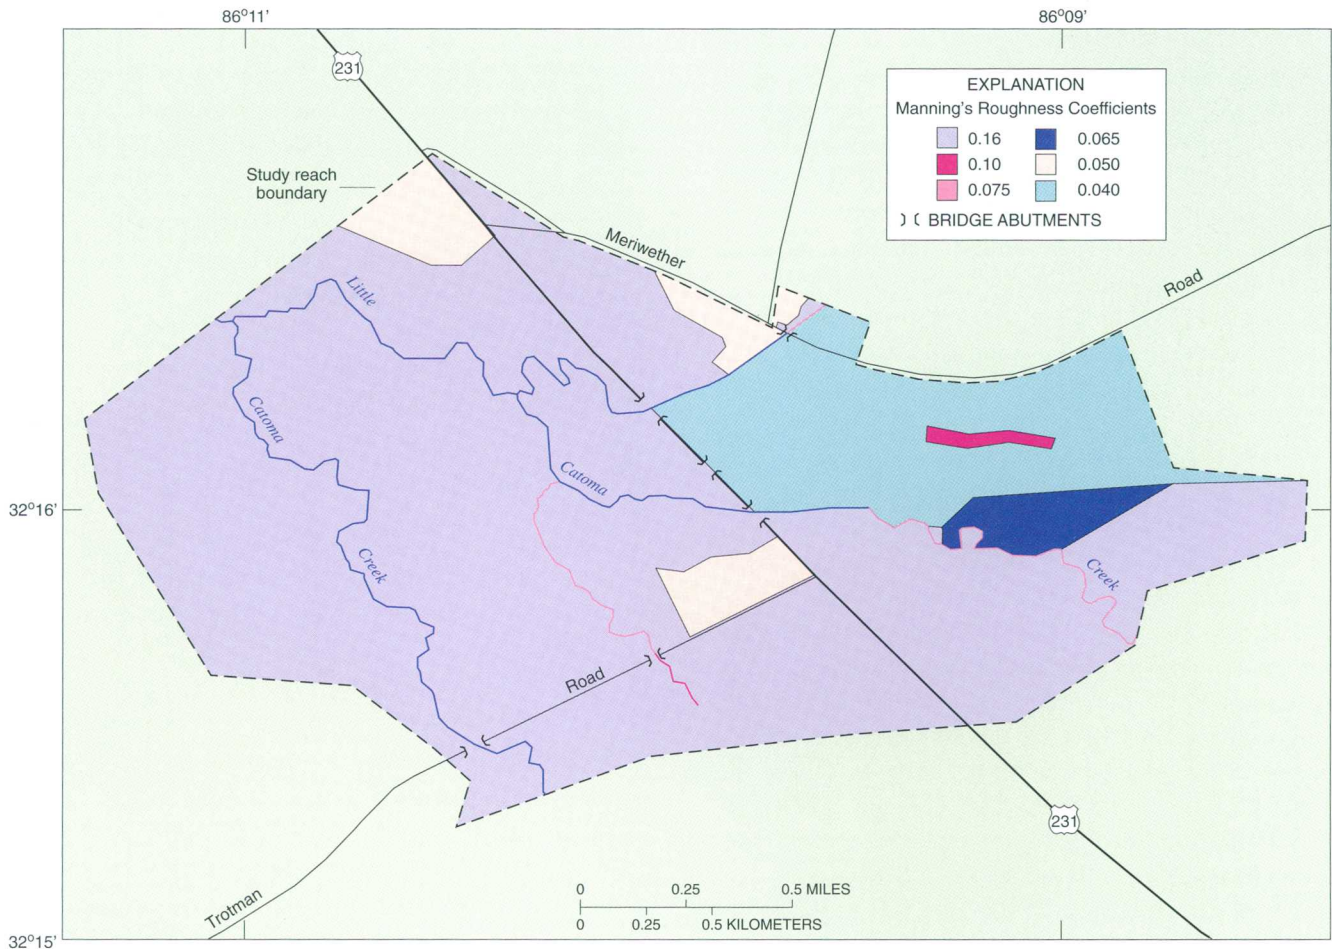 86°11'
86°09'
231
EXPLANATION
Manning's Roughness Coefficients
0.16
0.065
0.10
0.050
0.075
0.040
BRIDGE ABUTMENTS
Study reach
boundary
Meriwether
Road
Little
Catoma
Catoma
32°16'
Creek
Creek
Road
231
Trotman
0 0.25 0.5 MILES
0 0.25 0.5 KILOMETERS
32°15'